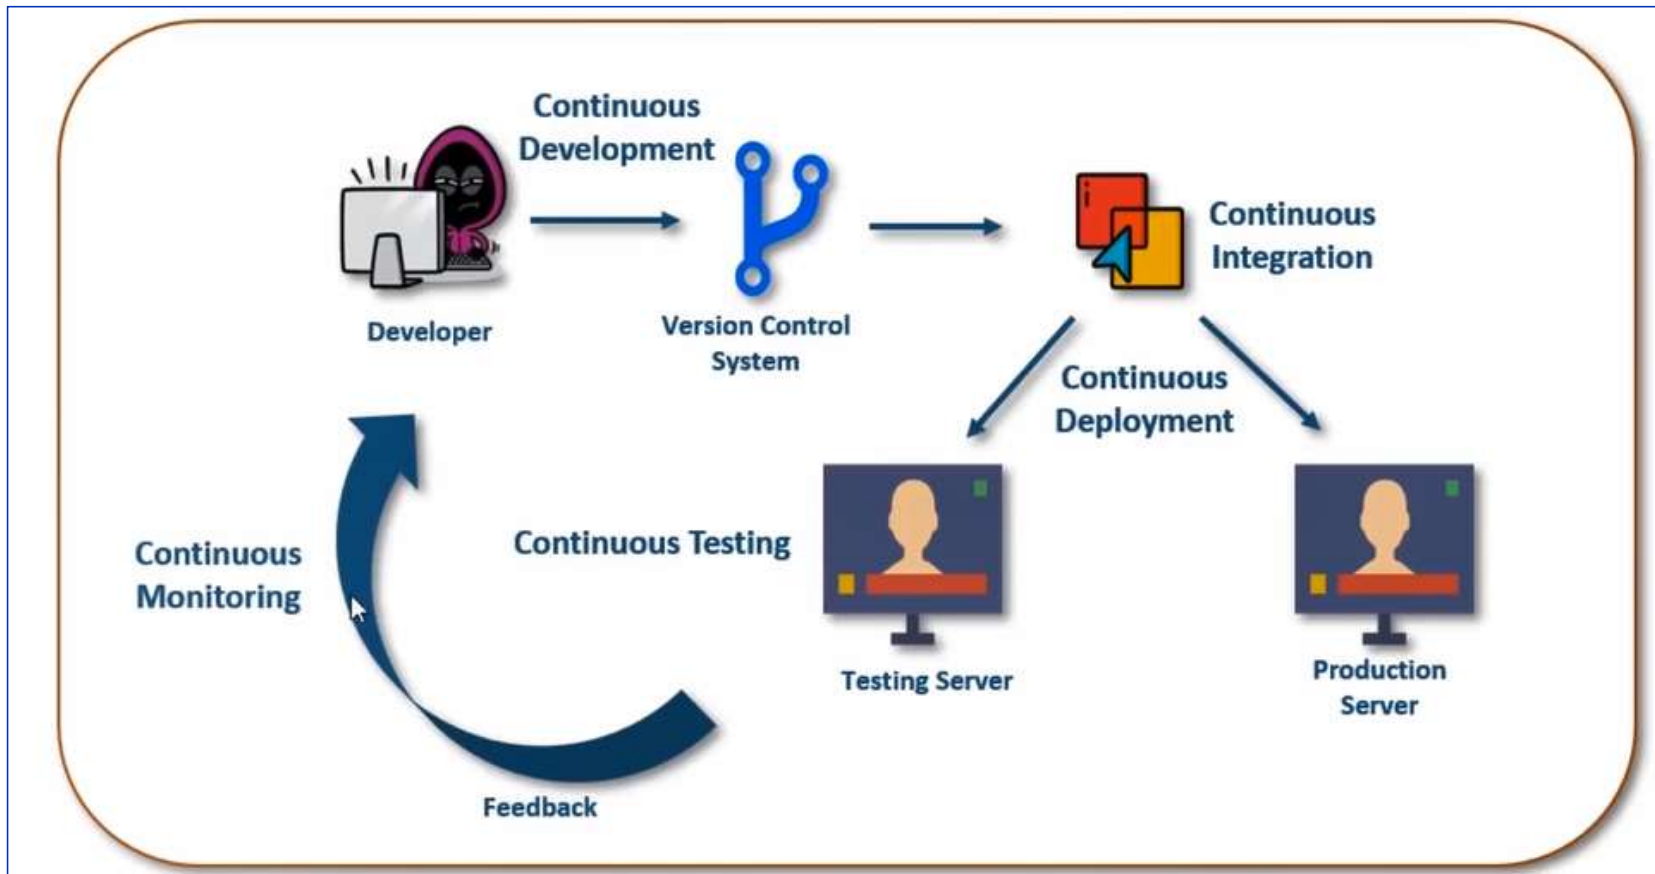 Continuous
Development
Developer
Version Control
System
Continuous
Integration
Continuous
Deployment
Continuous Testing
Testing Server
Production
Server
Continuous
Monitoring
Feedback